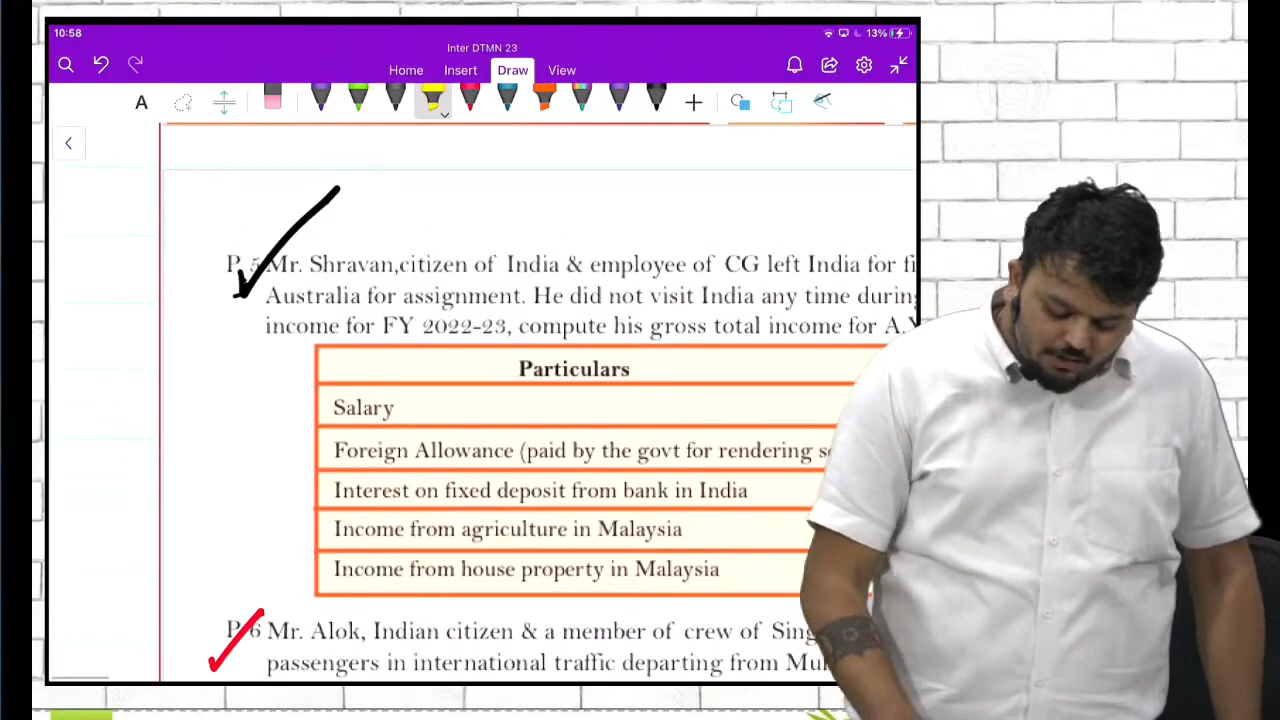 10:58
13%
Inter DTMN 23
Home Insert Draw View
A
P. 5 Mr. Shravan,citizen of India & employee of CG left India for
Australia for assignment. He did not visit India any time during
income for FY 2022-23, compute his gross total income for
Particulars
Salary
Foreign Allowance (paid by the govt for rendering
Interest on fixed deposit from bank in India
Income from agriculture in Malaysia
Income from house property in Malaysia
P. 6 Mr. Alok, Indian citizen & a member of crew of
passengers in international traffic departing from